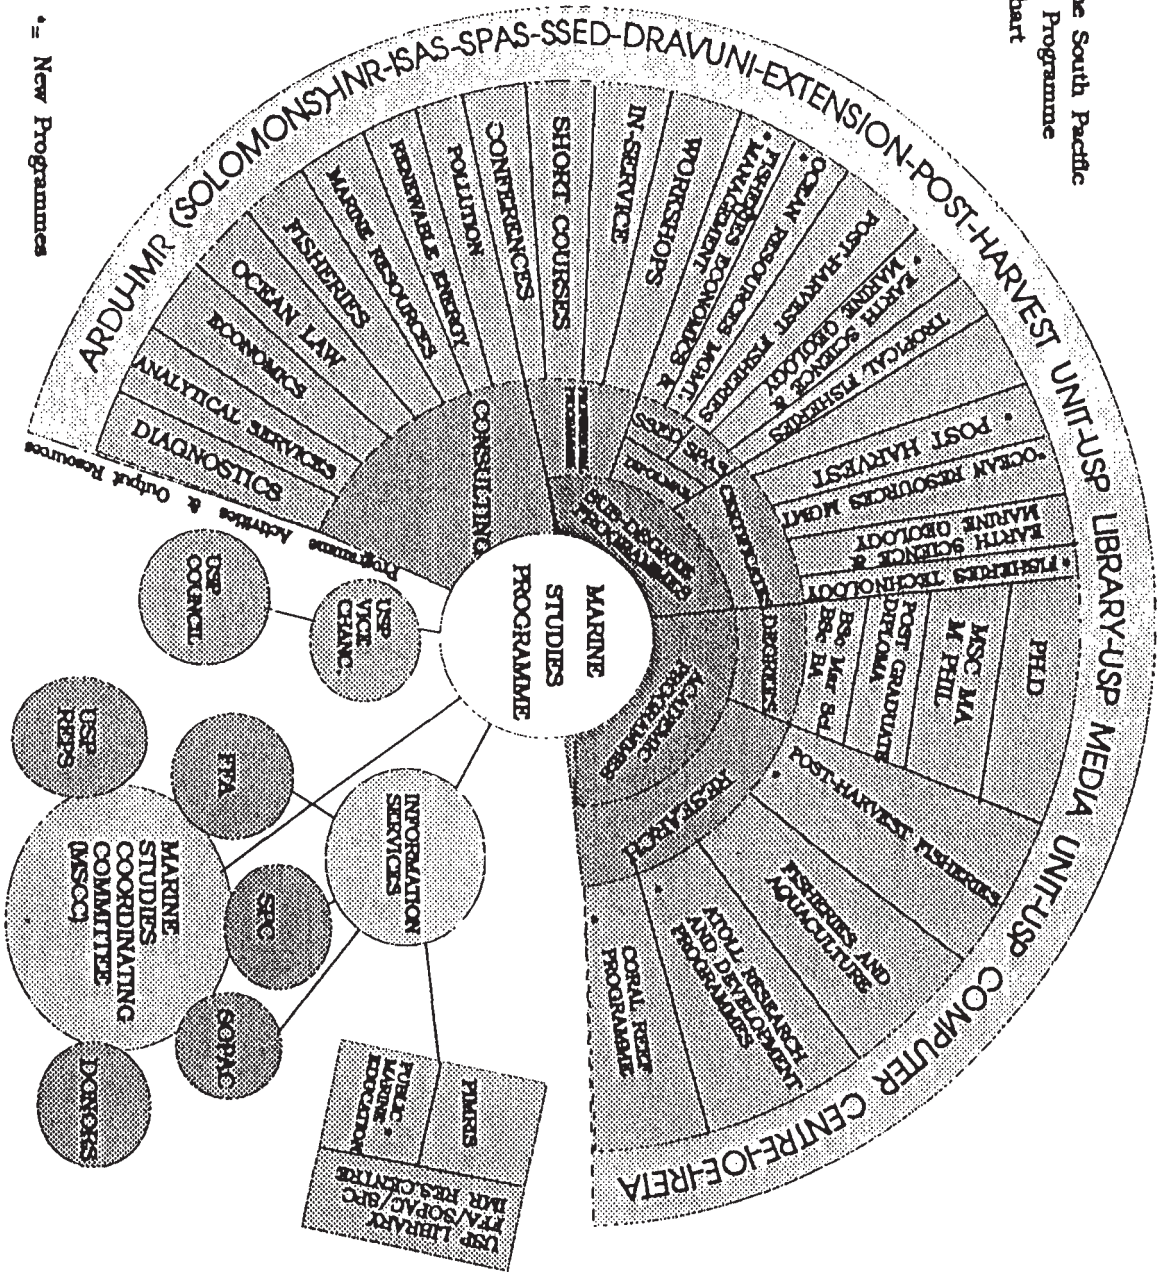 he South Pacific
Programme
hart
*= New Programmes
ARDU-IMR (SOLOMONS)-INR-ISAS-SPAS-SSED-DRAVUNI-EXTENSION-POST-HARVEST UNIT-USP LIBRARY-USP MEDIA UNIT-USP COMPUTER CENTRE-IOE-IRETA
Programme Activities & Output Resources
DIAGNOSTICS
ANALYTICAL SERVICES
ECONOMICS
OCEAN LAW
FISHERIES
MARINE RESOURCES
RENEWABLE ENERGY
POLLUTION
CONFERENCES
CONSULTING
SHORT COURSES
IN-SERVICE
WORKSHOPS
* FISHERIES ECONOMICS &
MANAGEMENT
* OCEAN RESOURCES MGMT.
POST-HARVEST FISHERIES
* EARTH SCIENCE &
MARINE GEOLOGY
TROPICAL FISHERIES
SSED
SPAS
* POST HARVEST
*OCEAN RESOURCES MGMT
EARTH SCIENCE &
MARINE GEOLOGY
* FISHERIES TECHNOLOGY
CERTIFICATES
SUB-DEGREE
PROGRAMMES
DEGREES
PH.D
MSC MA
M PHIL
POST GRADUATE
DIPLOMA
BSc Mar Sci
BSc BA
ACADEMIC
PROGRAMMES
RESEARCH
* POST-HARVEST FISHERIES
FISHERIES AND
AQUACULTURE
* ATOLL RESEARCH
AND DEVELOPMENT
PROGRAMMES
* CORAL REEF
PROGRAMME
MARINE
STUDIES
PROGRAMME
USP
VICE
CHANC.
USP
COUNCIL
INFORMATION
SERVICES
FFA
SPC
SOPAC
USP
REPS
DONORS
MARINE
STUDIES
COORDINATING
COMMITTEE
(MSCC)
*
PIMRIS
PUBLIC
MARINE *
EDUCATION
USP LIBRARY
FFA/SOPAC/SPC
IMR RES.CENTRE